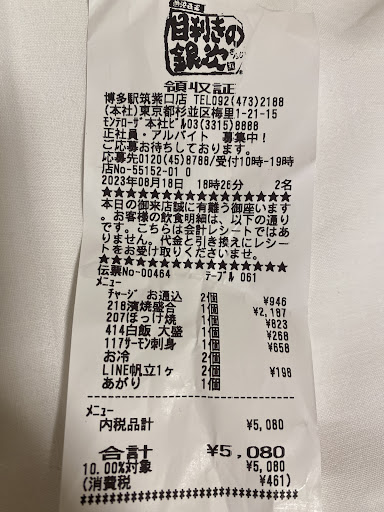 目利きの
銀次
領収証
博多駅筑紫口店 TEL092(473)2188
(本社)東京都杉並区梅里1-21-15
ﾓﾝﾃﾛｰｻﾞ本社ﾋﾞﾙ03(3315)8888
正社員・アルバイト 募集中!
ご応募お待ちしております。
応募先0120(45)8788/受付10時-19時
店No-55152-01 0
2023年08月18日 18時26分 2名
★★★★★★★★★★★★★★★★★★★★
本日の御来店誠に有難う御座います
。お客様の飲食明細は、以下の通り
です。こちらは会計レシートではあ
りません。代金と引き換えにレシー
トをお受け取りくださいませ。
★★★★★★★★★★★★★★★★★★★★
伝票No-00464 テーブル 061
ﾒﾆｭｰ
ﾁｬｰｼﾞ お通込 2個 ¥946
218濱焼盛合 1個 ¥2,187
207ほっけ焼 1個 ¥823
414白飯 大盛 1個 ¥268
117ｻｰﾓﾝ刺身 1個 ¥658
お冷 2個
LINE帆立1ヶ 2個 ¥198
あがり 1個
ﾒﾆｭｰ
内税品計 ¥5,080
合計 ¥5,080
10.00%対象 ¥5,080
(消費税 ¥461)